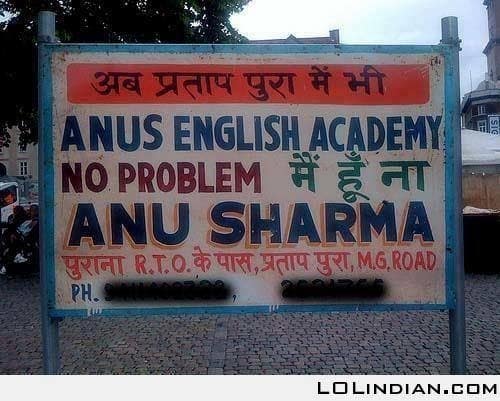 अब प्रताप पुरा में भी
ANUS ENGLISH ACADEMY
NO PROBLEM मैं हूँ ना
ANU SHARMA
पुराना R.T.O. के पास, प्रताप पुरा, M.G. ROAD
PH.
LOLINDIAN.COM